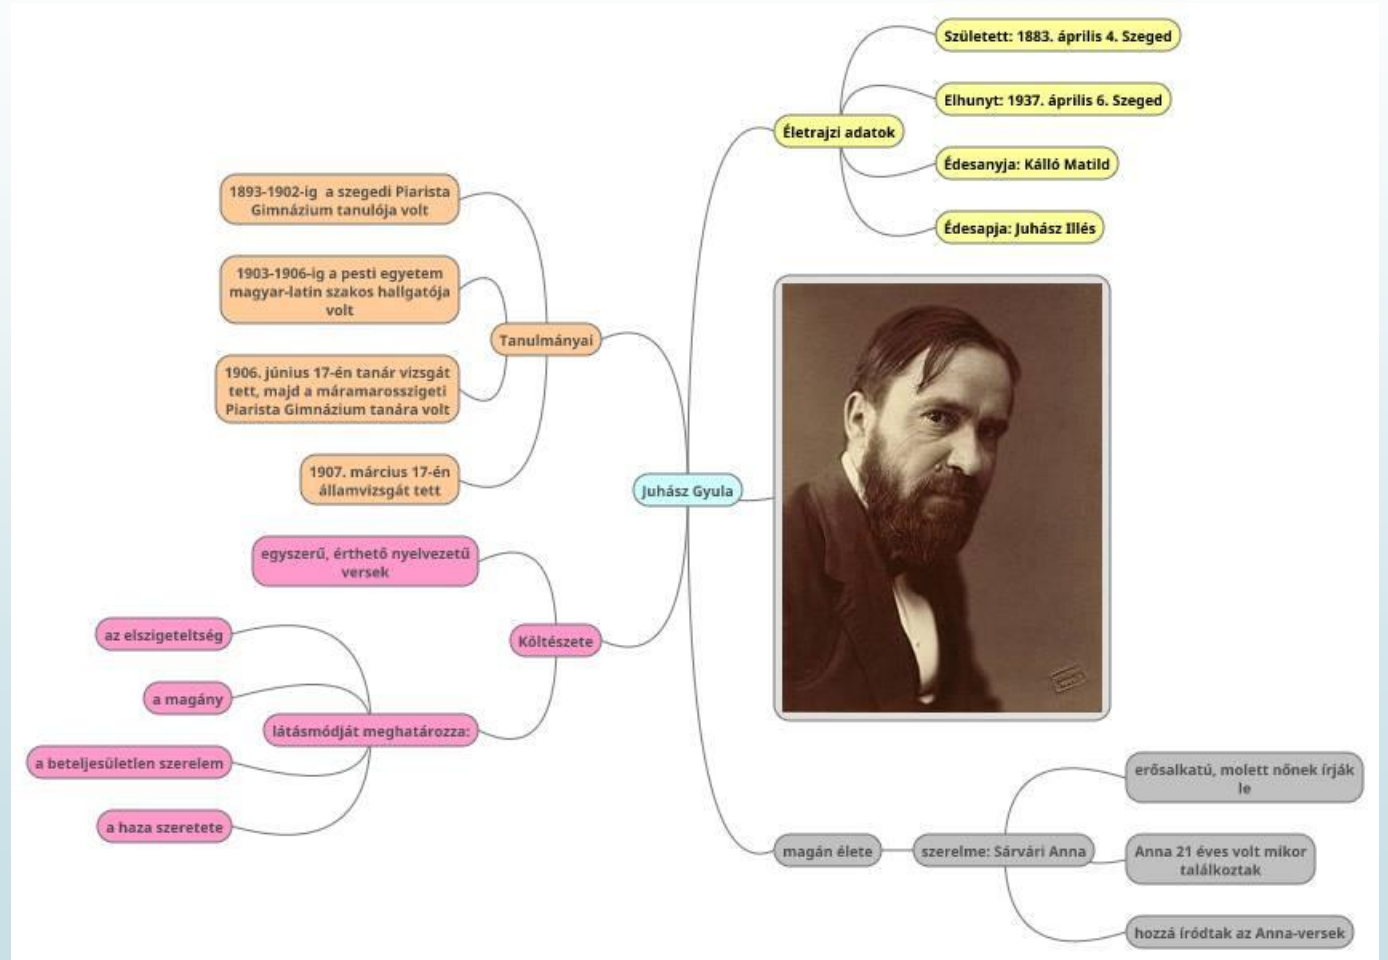 Született: 1883. április 4. Szeged
Elhunyt: 1937. április 6. Szeged
Életrajzi adatok
Édesanyja: Kálló Matild
Édesapja: Juhász Illés
1893-1902-ig  a szegedi Piarista
Gimnázium tanulója volt
1903-1906-ig a pesti egyetem
magyar-latin szakos hallgatója
volt
Tanulmányai
1906. június 17-én tanár vizsgát
tett, majd a máramarosszigeti
Piarista Gimnázium tanára volt
1907. március 17-én
államvizsgát tett
Juhász Gyula
egyszerű, érthető nyelvezetű
versek
Költészete
az elszigeteltség
a magány
látásmódját meghatározza:
a beteljesületlen szerelem
a haza szeretete
magán élete
szerelme: Sárvári Anna
erősalkatú, molett nőnek írják
le
Anna 21 éves volt mikor
találkoztak
hozzá íródtak az Anna-versek